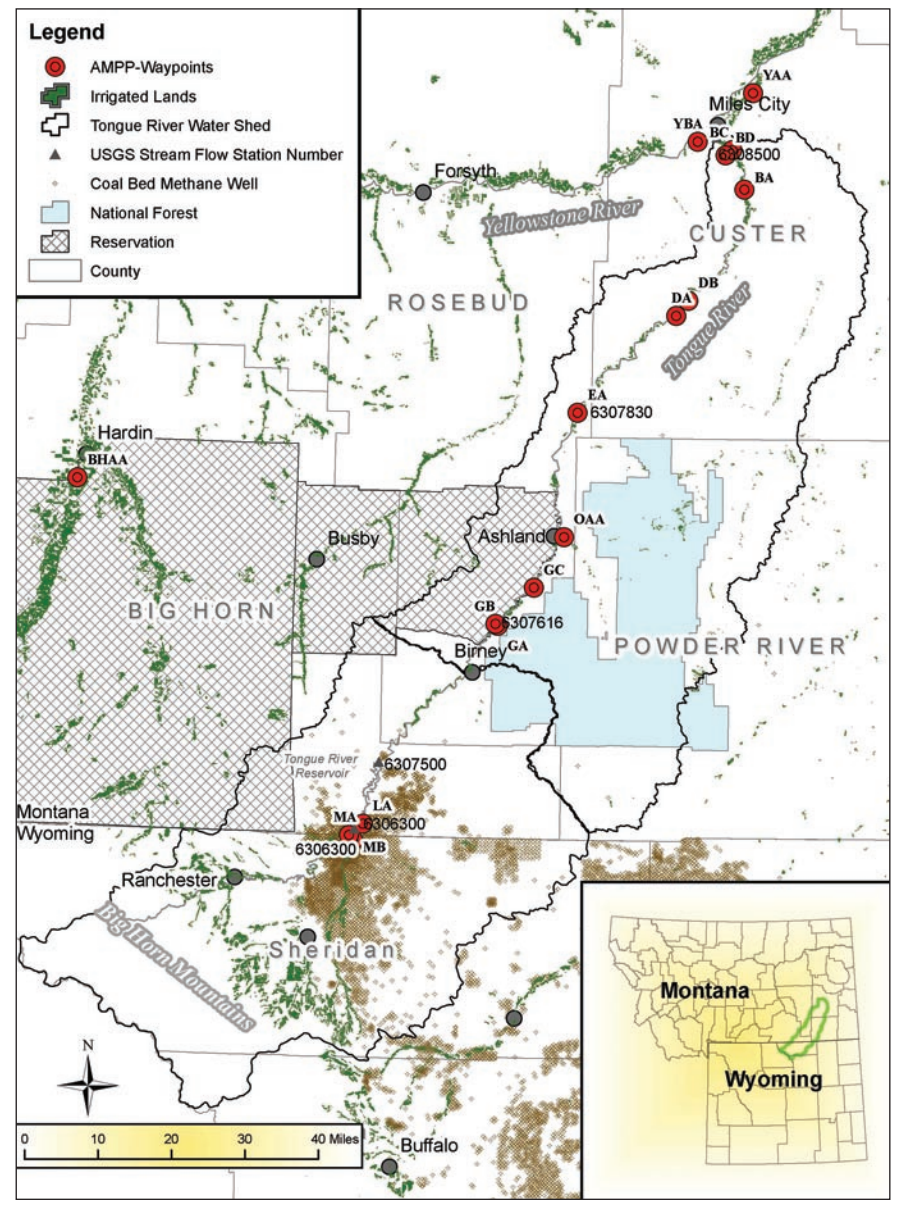 Legend
AMPP-Waypoints
Irrigated Lands
Tongue River Water Shed
USGS Stream Flow Station Number
Coal Bed Methane Well
National Forest
Reservation
County
YAA
Miles City
YBA
BC
BD
6308500
BA
Forsyth
Yellowstone River
CUSTER
ROSEBUD
DB
DA
Tongue River
EA
6307830
Hardin
BHAA
OAA
Ashland
Busby
GC
BIG HORN
GB
6307616
GA
POWDER RIVER
Birney
Tongue River
Reservoir
6307500
LA
MA
6306300
Montana
Wyoming
6306300
MB
Ranchester
Big Horn Mountains
Sheridan
Montana
Wyoming
N
0 10 20 30 40 Miles
Buffalo